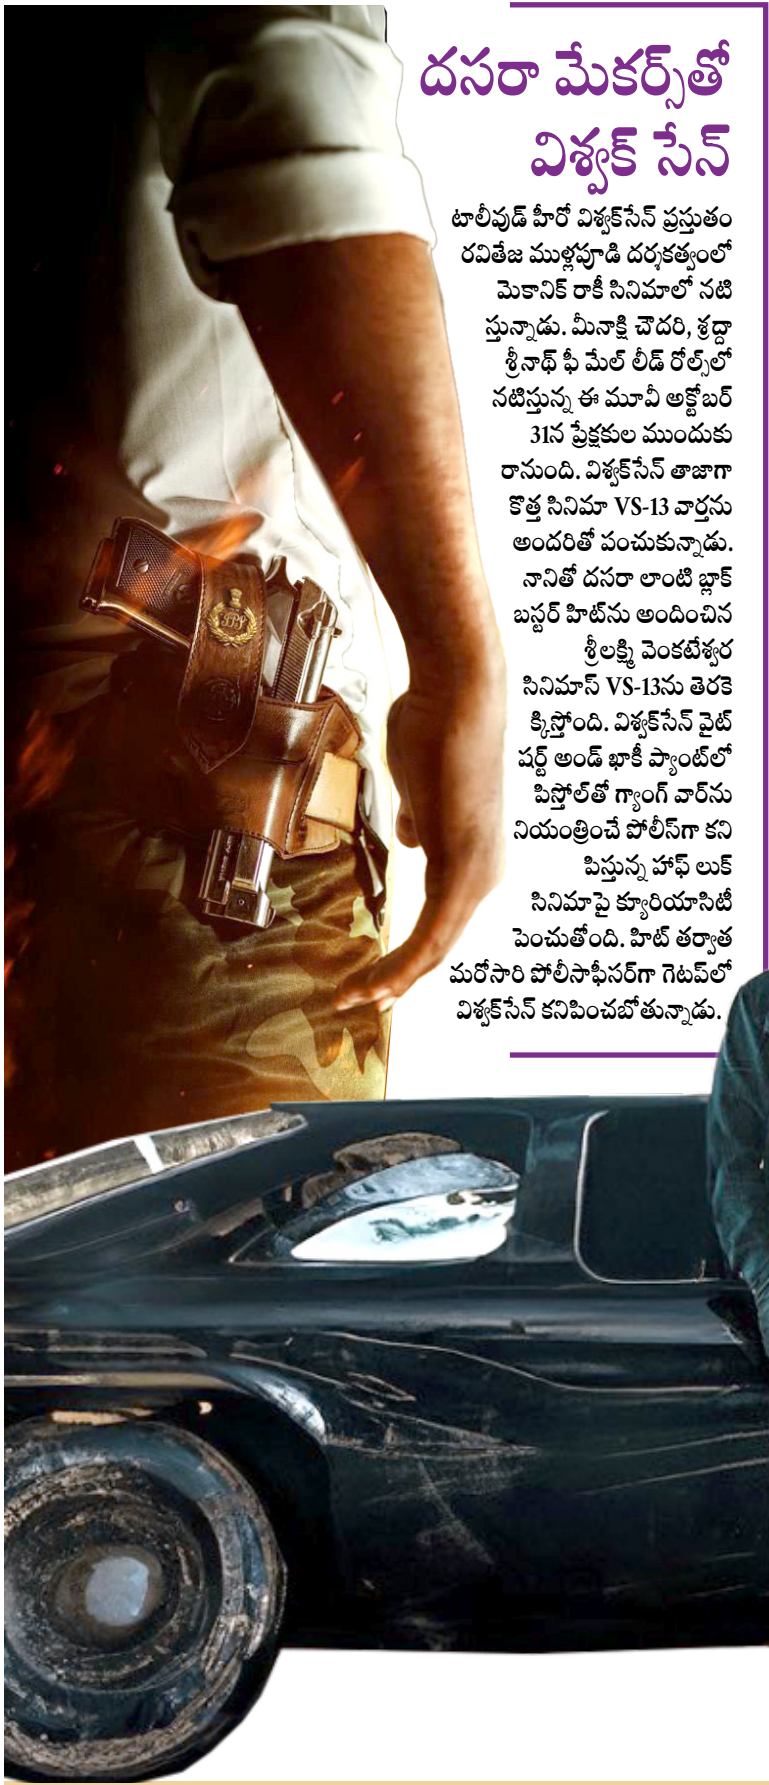 దసరా మేకర్స్‌తో
విశ్వక్ సేన్
టాలీవుడ్ హీరో విశ్వక్‌సేన్ ప్రస్తుతం
రవితేజ ముళ్లపూడి దర్శకత్వంలో
మెకానిక్ రాకీ సినిమాలో నటి
స్తున్నాడు. మీనాక్షి చౌదరి, శ్రద్దా
శ్రీనాథ్ ఫీ మేల్ లీడ్ రోల్స్‌లో
నటిస్తున్న ఈ మూవీ అక్టోబర్
31న ప్రేక్షకుల ముందుకు
రానుంది. విశ్వక్‌సేన్ తాజాగా
కొత్త సినిమా VS-13 వార్తను
అందరితో పంచుకున్నాడు.
నానితో దసరా లాంటి బ్లాక్
బస్టర్ హిట్‌ను అందించిన
శ్రీలక్ష్మి వెంకటేశ్వర
సినిమాస్ VS-13ను తెరకె
క్కిస్తోంది. విశ్వక్‌సేన్ వైట్
షర్ట్ అండ్ ఖాకీ ప్యాంట్‌లో
పిస్తోల్‌తో గ్యాంగ్ వార్‌ను
నియంత్రించే పోలీస్‌గా కని
పిస్తున్న హాఫ్ లుక్
సినిమాపై క్యూరియాసిటీ
పెంచుతోంది. హిట్ తర్వాత
మరోసారి పోలీసాఫీసర్‌గా గెటప్‌లో
విశ్వక్‌సేన్ కనిపించబోతున్నాడు.